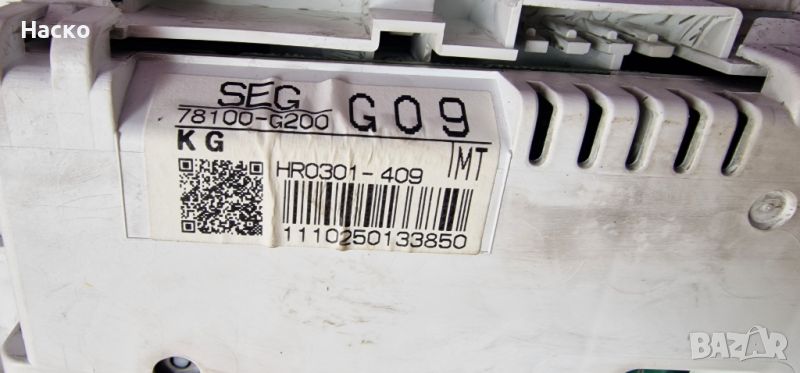 Наско
SEG
78100-G200
G09
KG
MT
HR0301-409
1110250133850
BAZAR